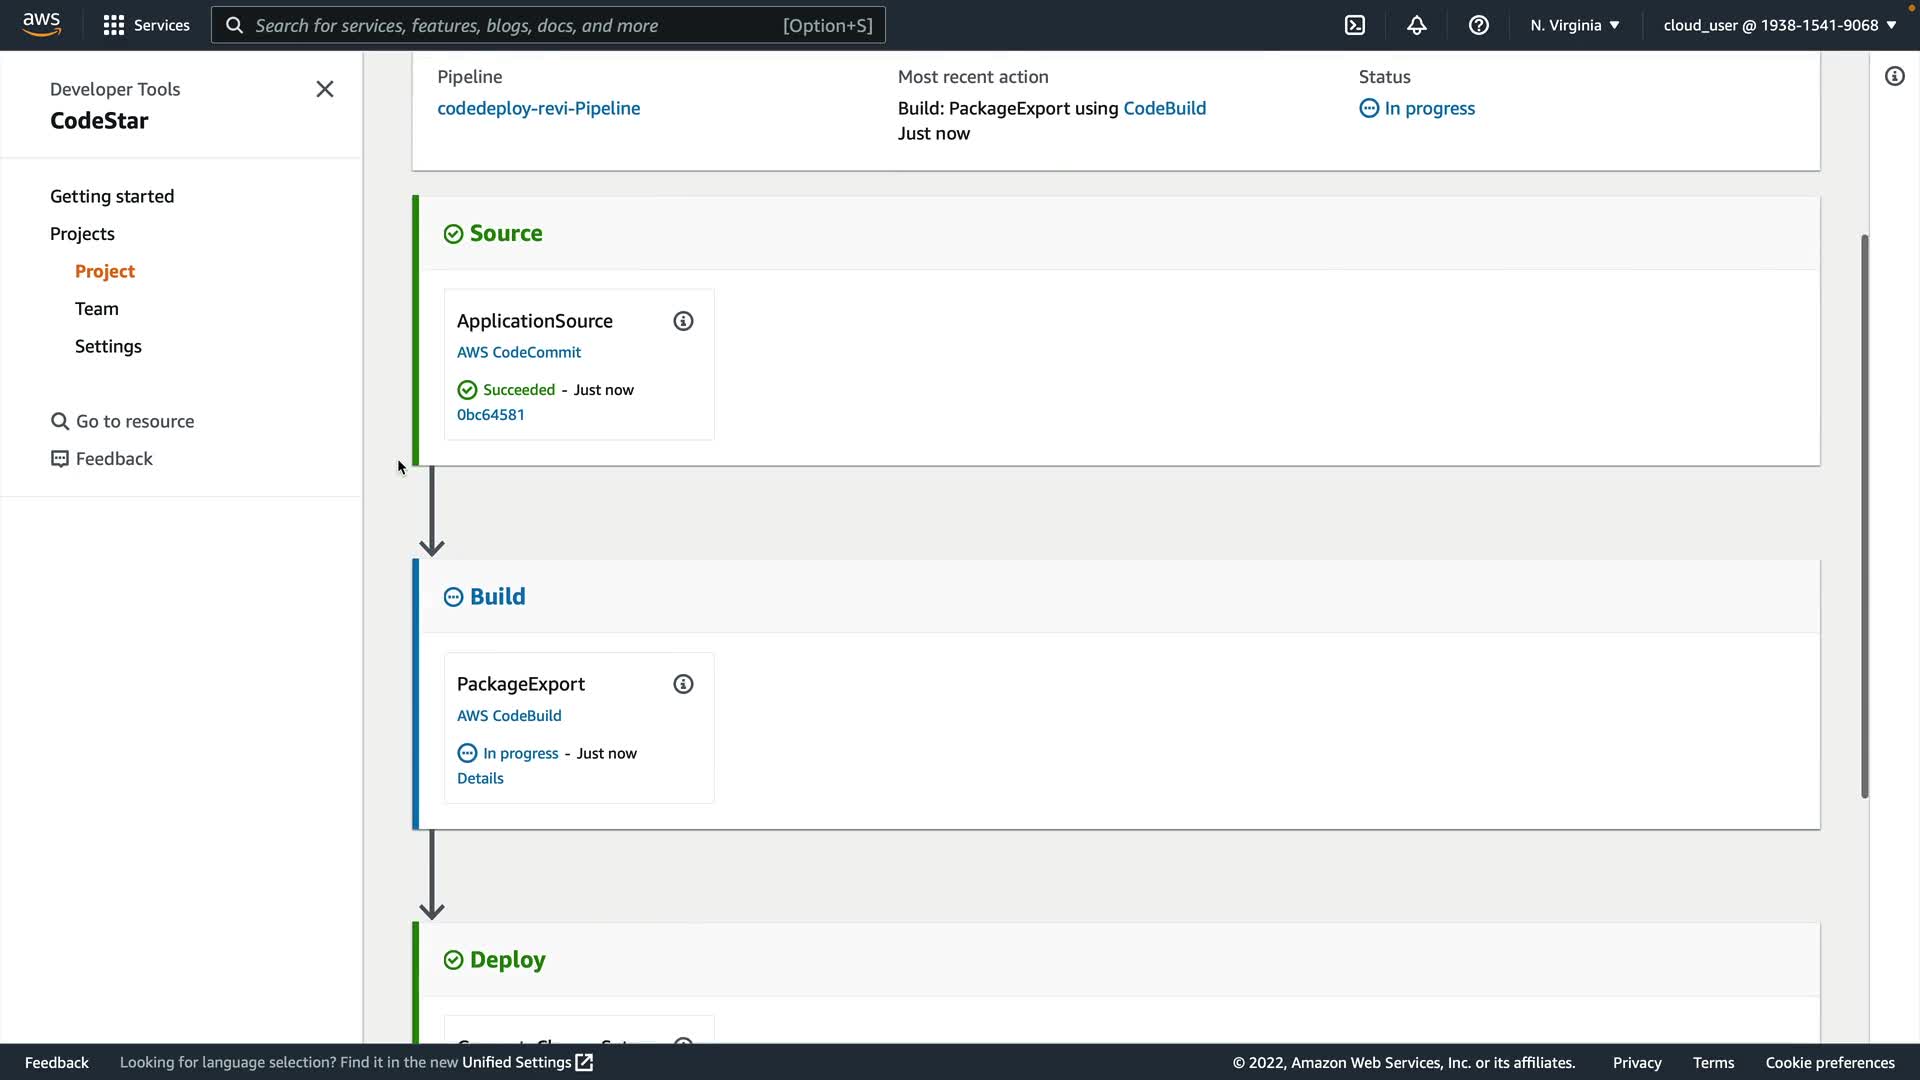 aws
Services
Search for services, features, blogs, docs, and more
[Option+S]
N. Virginia
cloud_user @ 1938-1541-9068
Developer Tools
CodeStar
Getting started
Projects
Project
Team
Settings
Go to resource
Feedback
Pipeline
codedeploy-revi-Pipeline
Most recent action
Build: PackageExport using CodeBuild
Just now
Status
In progress
Source
ApplicationSource
AWS CodeCommit
Succeeded - Just now
0bc64581
Build
PackageExport
AWS CodeBuild
In progress - Just now
Details
Deploy
Feedback
Looking for language selection? Find it in the new Unified Settings
© 2022, Amazon Web Services, Inc. or its affiliates.
Privacy
Terms
Cookie preferences